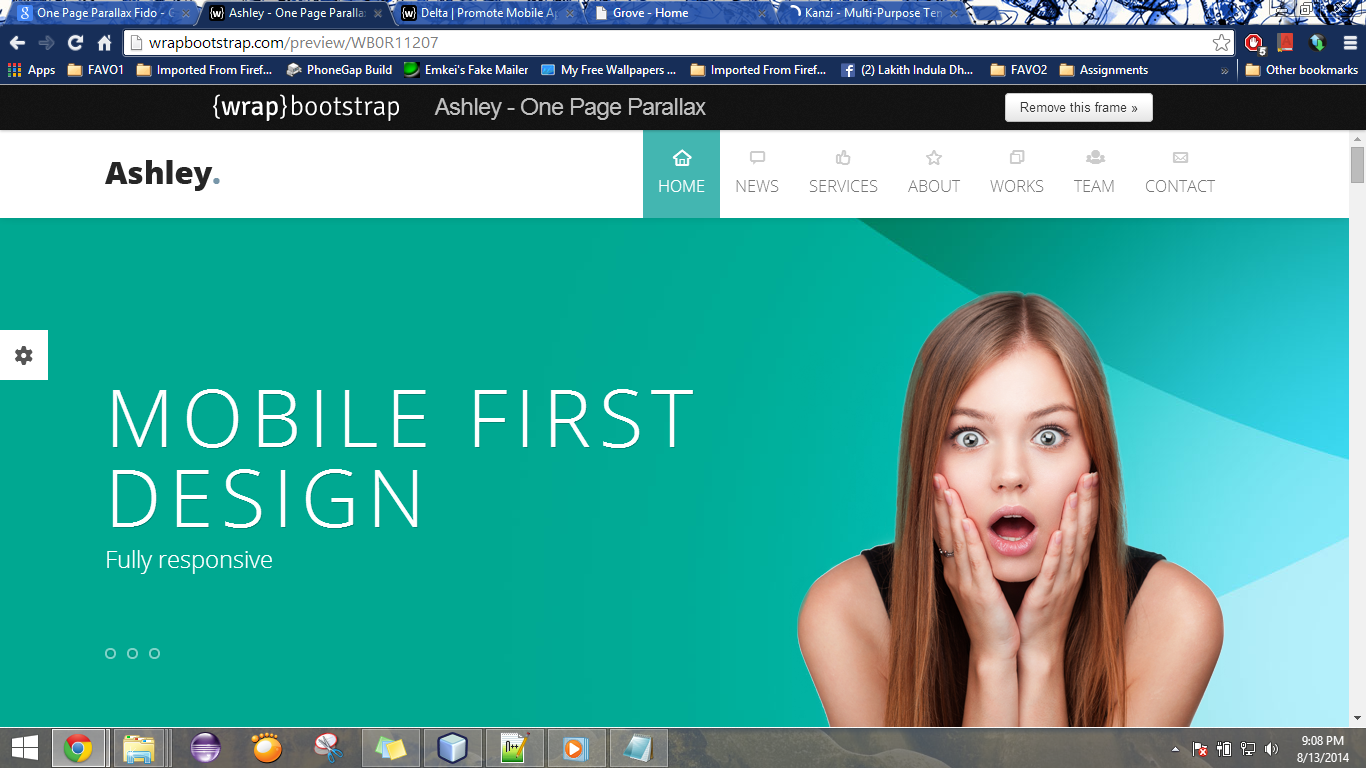 One Page Parallax Fido - G
Ashley - One Page Paralla
Delta | Promote Mobile Ap
Grove - Home
Kanzi - Multi-Purpose Ten
wrapbootstrap.com/preview/WB0R11207
5
Apps FAVO1 Imported From Firef... PhoneGap Build Emkei's Fake Mailer My Free Wallpapers ... Imported From Firef... (2) Lakith Indula Dh... FAVO2 Assignments » Other bookmarks
{wrap}bootstrap Ashley - One Page Parallax Remove this frame »
Ashley.
HOME NEWS SERVICES ABOUT WORKS TEAM CONTACT
MOBILE FIRST
DESIGN
Fully responsive
9:08 PM
8/13/2014